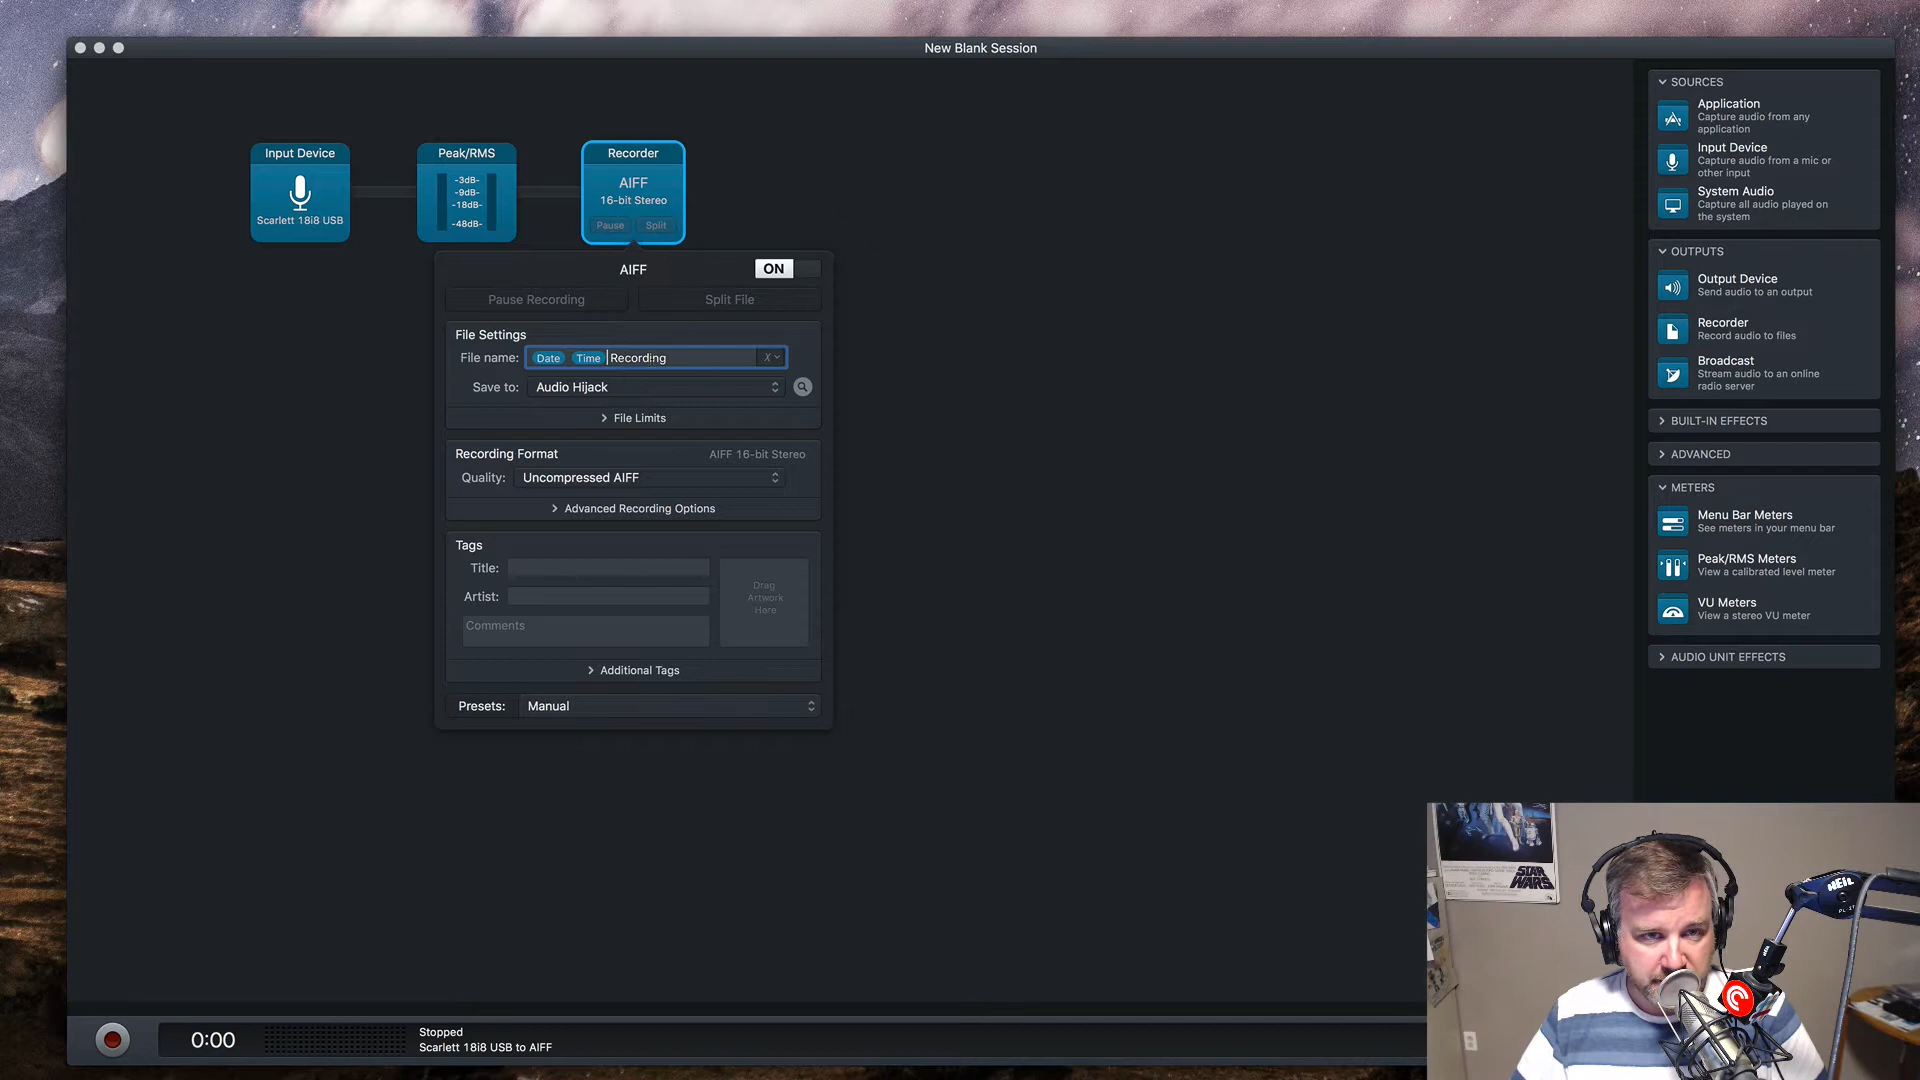 New Blank Session
Input Device
Scarlett 18i8 USB
Peak/RMS
-3dB-
-9dB-
-18dB-
-48dB-
Recorder
AIFF
16-bit Stereo
Pause Split
AIFF ON
Pause Recording Split File
File Settings
File name: Date Time Recording
Save to: Audio Hijack
File Limits
Recording Format AIFF 16-bit Stereo
Quality: Uncompressed AIFF
Advanced Recording Options
Tags
Title:
Artist:
Comments
Drag
Artwork
Here
Additional Tags
Presets: Manual
SOURCES
Application
Capture audio from any
application
Input Device
Capture audio from a mic or
other input
System Audio
Capture all audio played on
the system
OUTPUTS
Output Device
Send audio to an output
Recorder
Record audio to files
Broadcast
Stream audio to an online
radio server
BUILT-IN EFFECTS
ADVANCED
METERS
Menu Bar Meters
See meters in your menu bar
Peak/RMS Meters
View a calibrated level meter
VU Meters
View a stereo VU meter
AUDIO UNIT EFFECTS
STAR
WARS
HEIL
0:00
Stopped
Scarlett 18i8 USB to AIFF